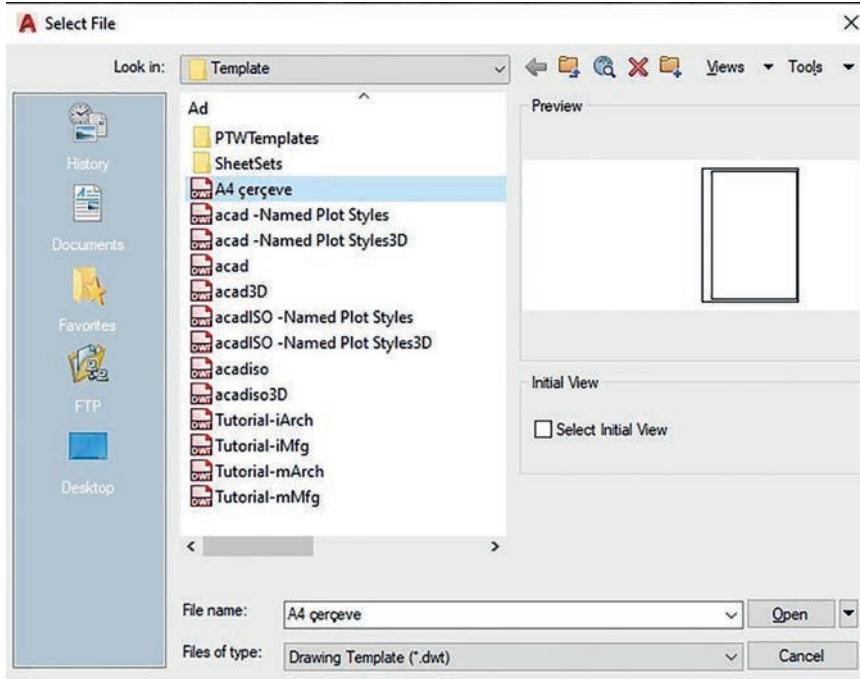 Select File
Look in:
Template
Views
Tools
History
Documents
Favorites
FTP
Desktop
Ad
PTWTemplates
SheetSets
A4 çerçeve
acad -Named Plot Styles
acad -Named Plot Styles3D
acad
acad3D
acadISO -Named Plot Styles
acadISO -Named Plot Styles3D
acadiso
acadiso3D
Tutorial-iArch
Tutorial-iMfg
Tutorial-mArch
Tutorial-mMfg
Preview
Initial View
Select Initial View
File name:
A4 çerçeve
Open
Files of type:
Drawing Template (*.dwt)
Cancel